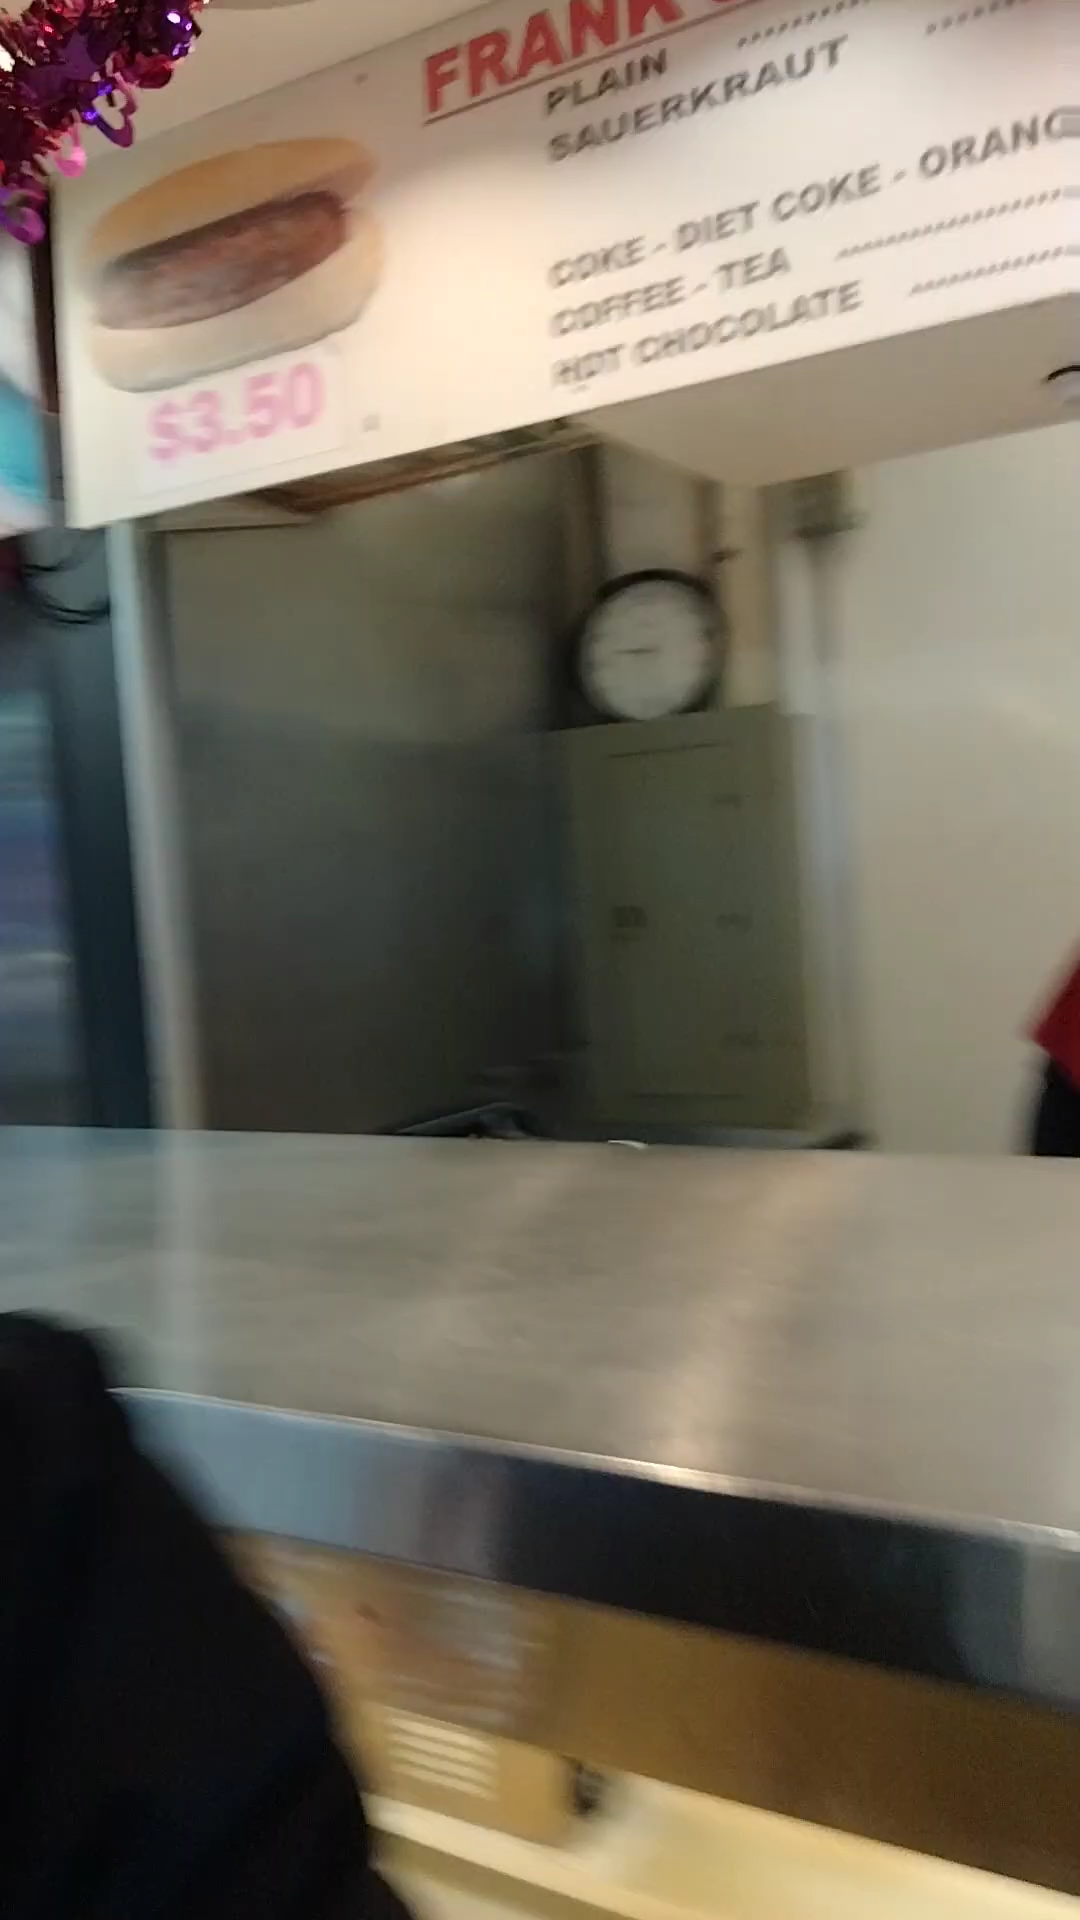 FRANK
PLAIN ..........
SAUERKRAUT ..........
COKE - DIET COKE - ORANG
COFFEE - TEA ..........
HOT CHOCOLATE ..........
$3.50